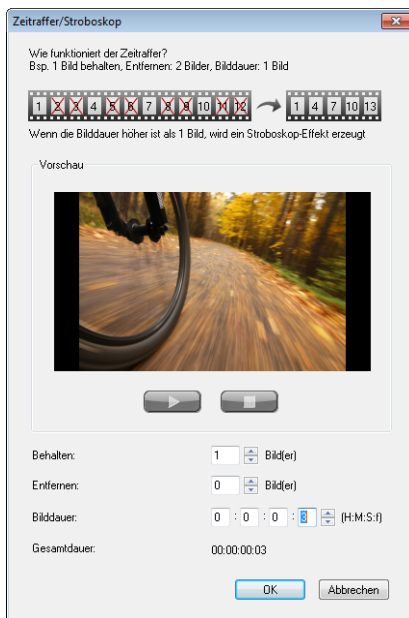 Zeitraffer/Stroboskop
Wie funktioniert der Zeitraffer?
Bsp. 1 Bild behalten, Entfernen: 2 Bilder, Bilddauer: 1 Bild
1 2 3 4 5 6 7 8 9 10 11 12 1 4 7 10 13
Wenn die Bilddauer höher ist als 1 Bild, wird ein Stroboskop-Effekt erzeugt
Vorschau
Behalten: 1 Bild(er)
Entfernen: 0 Bild(er)
Bilddauer: 0 : 0 : 0 : 3 (H:M:S:f)
Gesamtdauer: 00:00:00:03
OK Abbrechen